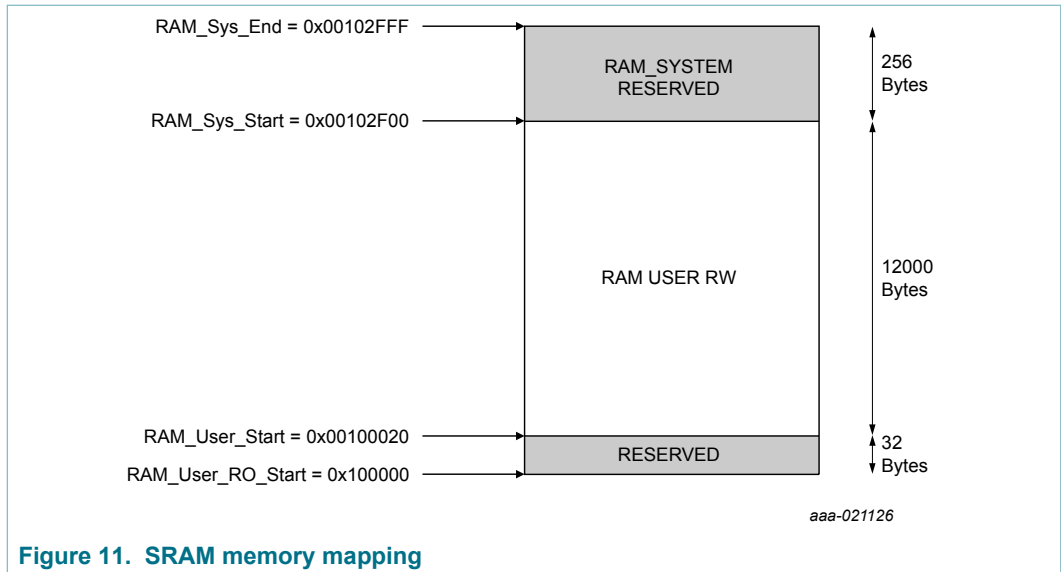 RAM_Sys_End = 0x00102FFF
RAM_SYSTEM
RESERVED
256
Bytes
RAM_Sys_Start = 0x00102F00
RAM USER RW
12000
Bytes
RAM_User_Start = 0x00100020
RESERVED
32
Bytes
RAM_User_RO_Start = 0x100000
aaa-021126
Figure 11. SRAM memory mapping